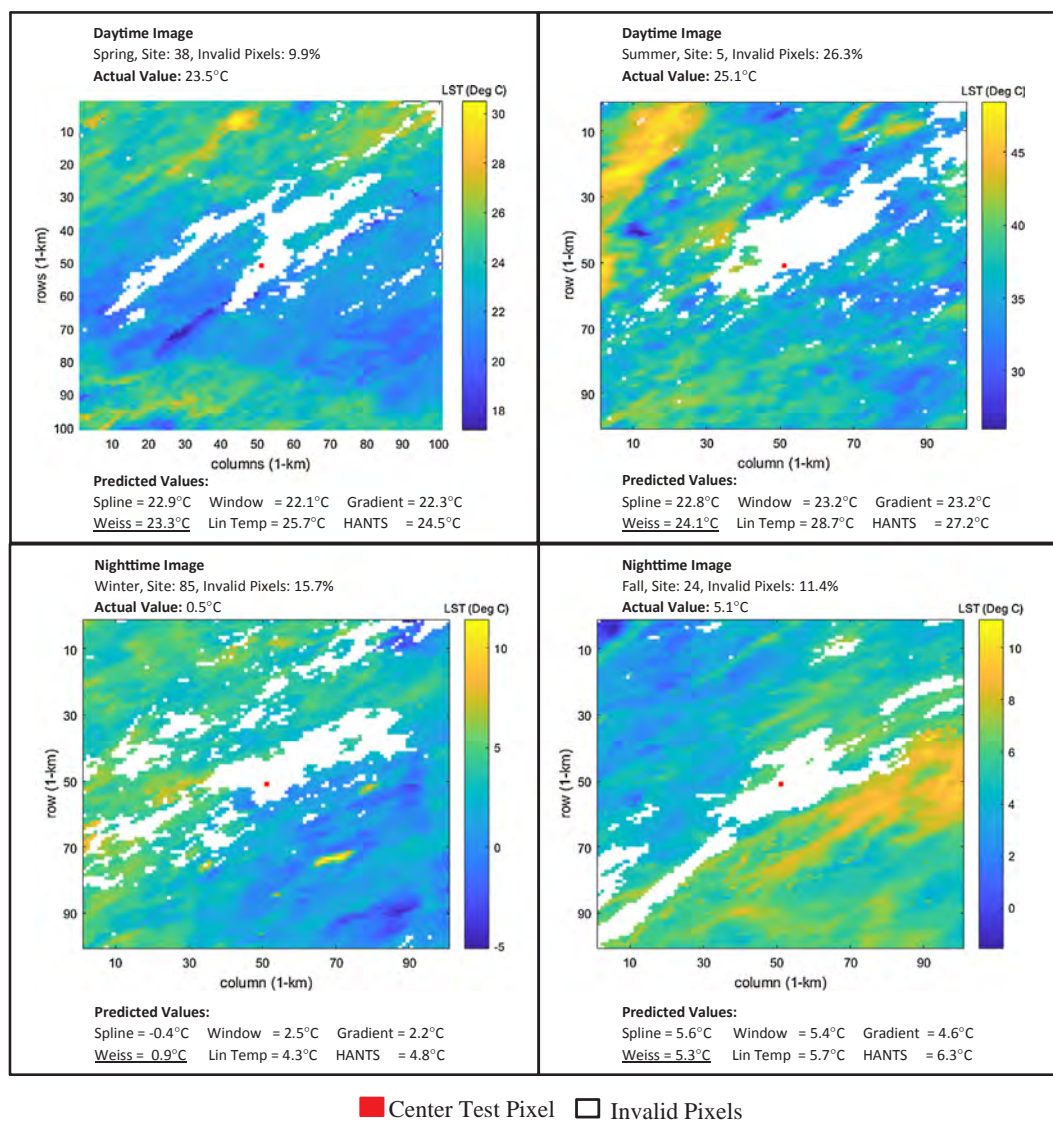 Daytime Image
Spring, Site: 38, Invalid Pixels: 9.9%
Actual Value: 23.5°C
LST (Deg C)
30
28
26
24
22
20
18
rows (1-km)
10
20
30
40
50
60
70
80
90
100
10 20 30 40 50 60 70 80 90 100
columns (1-km)
Predicted Values:
Spline = 22.9°C Window = 22.1°C Gradient = 22.3°C
Weiss = 23.3°C Lin Temp = 25.7°C HANTS = 24.5°C
Daytime Image
Summer, Site: 5, Invalid Pixels: 26.3%
Actual Value: 25.1°C
LST (Deg C)
45
40
35
30
row (1-km)
10
30
50
70
90
10 30 50 70 90
column (1-km)
Predicted Values:
Spline = 22.8°C Window = 23.2°C Gradient = 23.2°C
Weiss = 24.1°C Lin Temp = 28.7°C HANTS = 27.2°C
Nighttime Image
Winter, Site: 85, Invalid Pixels: 15.7%
Actual Value: 0.5°C
LST (Deg C)
10
5
0
-5
row (1-km)
10
30
50
70
90
10 30 50 70 90
column (1-km)
Predicted Values:
Spline = -0.4°C Window = 2.5°C Gradient = 2.2°C
Weiss = 0.9°C Lin Temp = 4.3°C HANTS = 4.8°C
Nighttime Image
Fall, Site: 24, Invalid Pixels: 11.4%
Actual Value: 5.1°C
LST (Deg C)
10
8
6
4
2
0
row (1-km)
10
30
50
70
90
10 30 50 70 90
column (1-km)
Predicted Values:
Spline = 5.6°C Window = 5.4°C Gradient = 4.6°C
Weiss = 5.3°C Lin Temp = 5.7°C HANTS = 6.3°C
Center Test Pixel Invalid Pixels